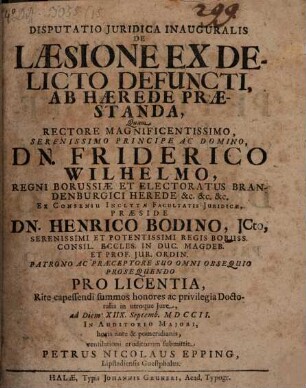 299
DISPUTATIO JURIDICA INAUGURALIS
DE
LÆSIONE EX DE-
LICTO DEFUNCTI,
AB HÆREDE PRÆ-
STANDA,
Quam
RECTORE MAGNIFICENTISSIMO,
SERENISSIMO PRINCIPE AC DOMINO,
DN. FRIDERICO
WILHELMO,
REGNI BORUSSIÆ ET ELECTORATUS BRAN-
DENBURGICI HEREDE &c. &c. &c.
EX CONSENSU INCLYTÆ FACULTATIS JURIDICÆ,
PRÆSIDE
DN. HENRICO BODINO, JCto,
SERENISSIMI ET POTENTISSIMI REGIS BORUSS.
CONSIL. ECCLES. IN DUC. MAGDEB.
ET PROF. JUR. ORDIN.
PATRONO AC PRÆCEPTORE SUO OMNI OBSEQUIO
PROSEQUENDO
PRO LICENTIA,
Rite capessendi summos honores ac privilegia Docto-
ralia in utroque Jure,
ad Diem XIIX. Septemb. MDCCII.
IN AUDITORIO MAJORI,
horis ante & pomeridianis,
ventilationi eruditorum submittit,
PETRUS NICOLAUS EPPING,
Lipstadiensis Guestphalus.
HALÆ, Typis JOHANNIS GRUNERI, Acad. Typogr.